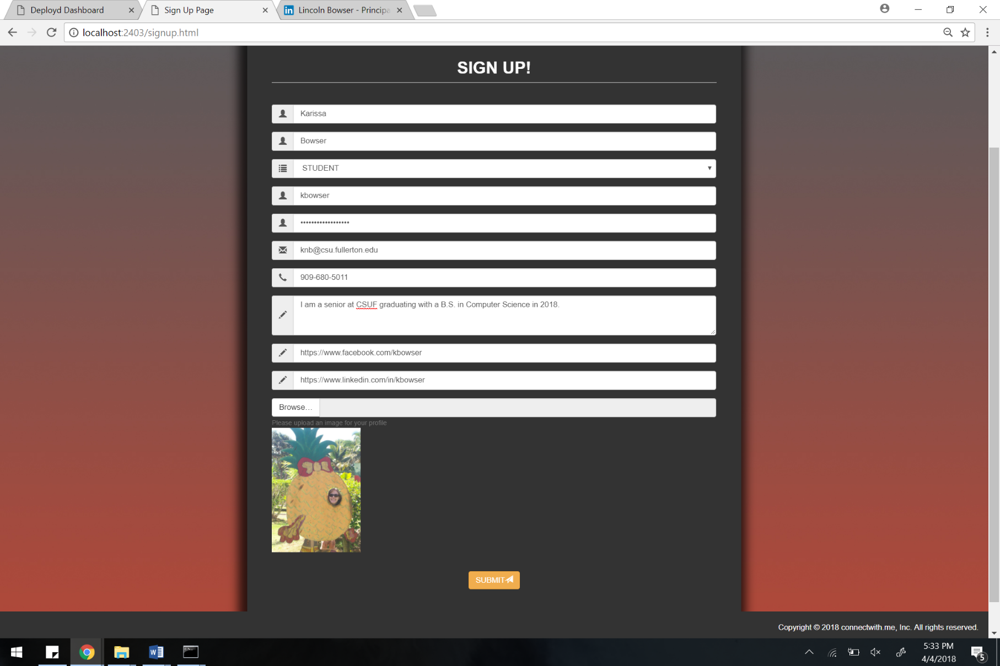 Deployd Dashboard
Sign Up Page
in Lincoln Bowser - Principa
localhost:2403/signup.html
SIGN UP!
Karissa
Bowser
STUDENT
kbowser
••••••••••••••••••
knb@csu.fullerton.edu
909-680-5011
I am a senior at CSUF graduating with a B.S. in Computer Science in 2018.
https://www.facebook.com/kbowser
https://www.linkedin.com/in/kbowser
Browse...
Please upload an image for your profile
SUBMIT
Copyright © 2018 connectwith.me, Inc. All rights reserved.
5:33 PM
4/4/2018
5